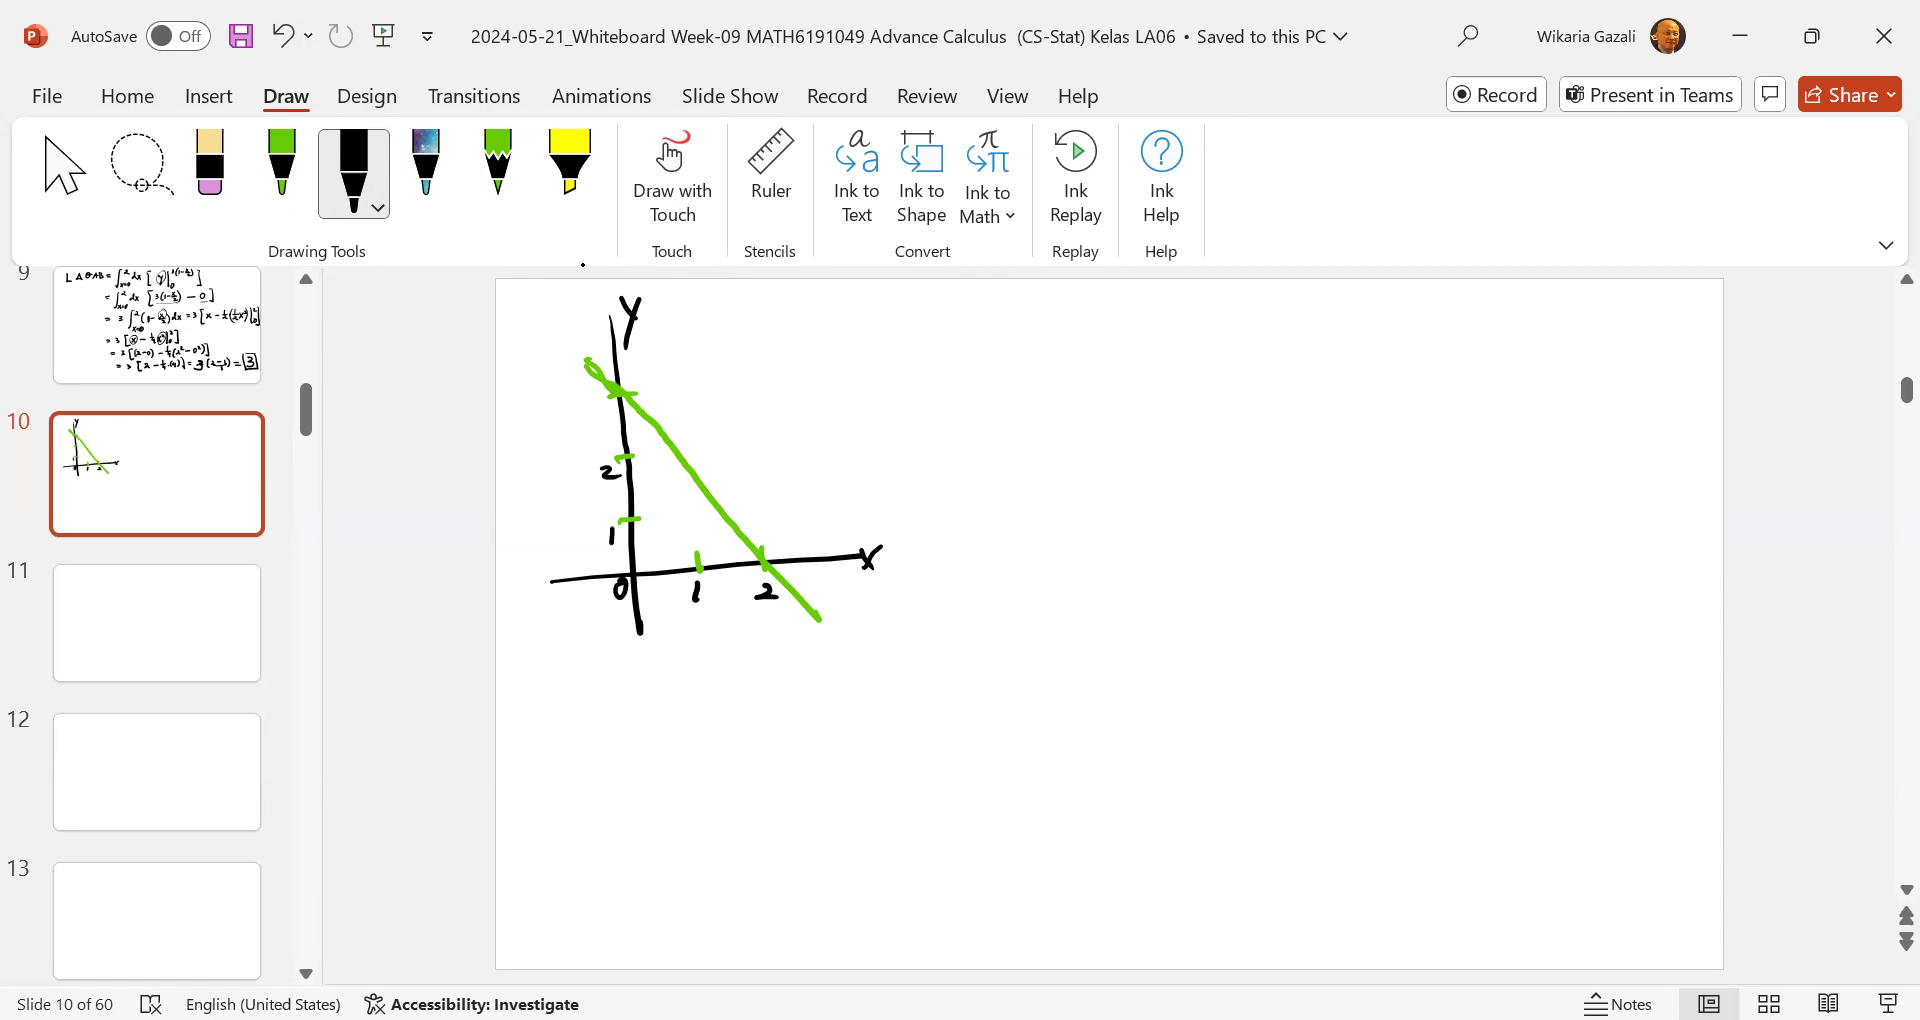 AutoSave Off
2024-05-21_Whiteboard Week-09 MATH6191049 Advance Calculus (CS-Stat) Kelas LA06 • Saved to this PC
Wikaria Gazali
File Home Insert Draw Design Transitions Animations Slide Show Record Review View Help
Record Present in Teams Share
Draw with Touch
Ruler
Ink to Text
Ink to Shape
Ink to Math
Ink Replay
Ink Help
Drawing Tools Touch Stencils Convert Replay Help
9
10
11
12
13
Y
2
1
0 1 2
X
Slide 10 of 60 English (United States) Accessibility: Investigate Notes